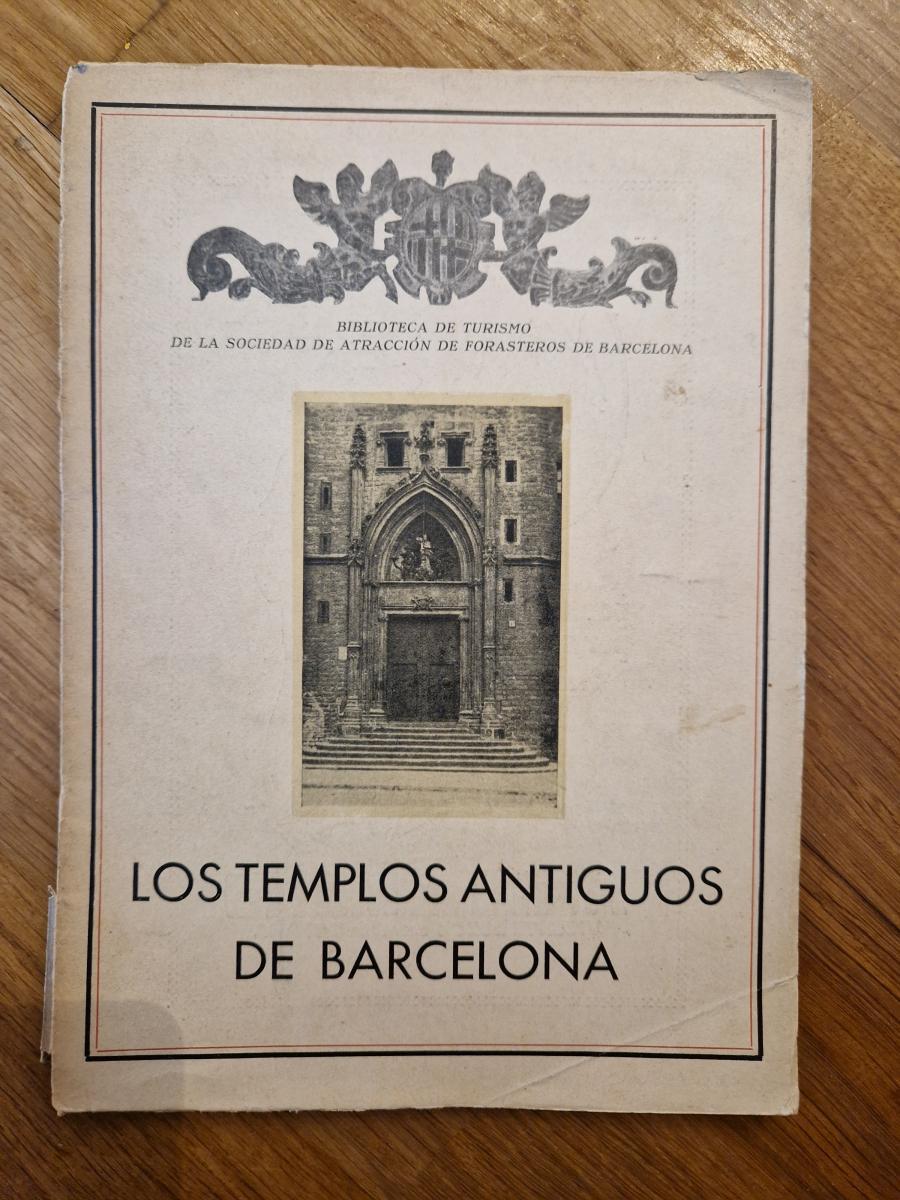 BIBLIOTECA DE TURISMO
DE LA SOCIEDAD DE ATRACCIÓN DE FORASTEROS DE BARCELONA
LOS TEMPLOS ANTIGUOS
DE BARCELONA